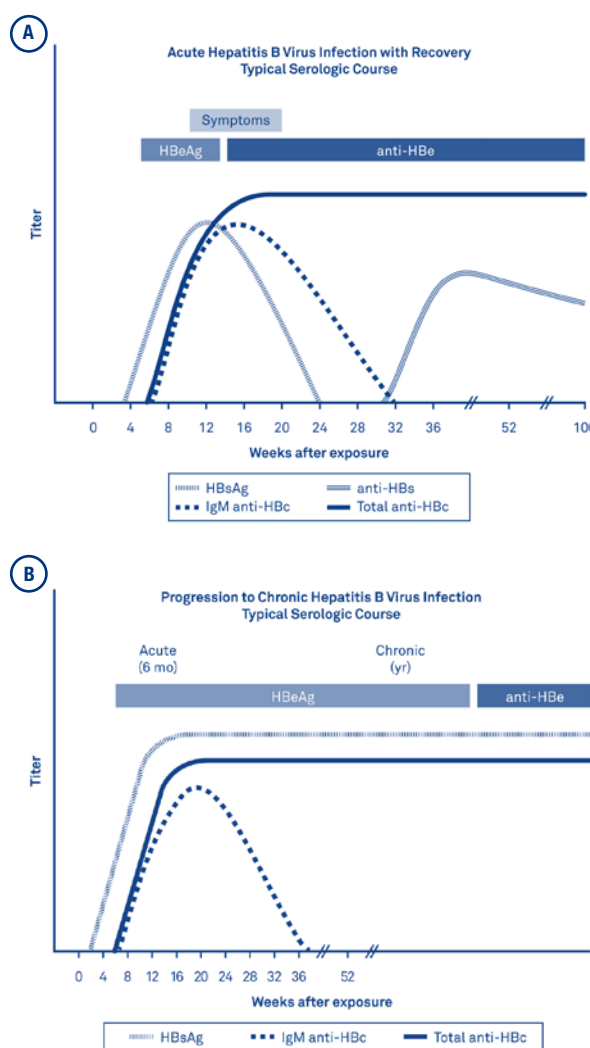 A
Acute Hepatitis B Virus Infection with Recovery
Typical Serologic Course
Symptoms
HBeAg
anti-HBe
Titer
0 4 8 12 16 20 24 28 32 36 52 100
Weeks after exposure
HBsAg anti-HBs
IgM anti-HBc Total anti-HBc
B
Progression to Chronic Hepatitis B Virus Infection
Typical Serologic Course
Acute
(6 mo)
Chronic
(yr)
HBeAg
anti-HBe
Titer
0 4 8 12 16 20 24 28 32 36 52
Weeks after exposure
HBsAg IgM anti-HBc Total anti-HBc